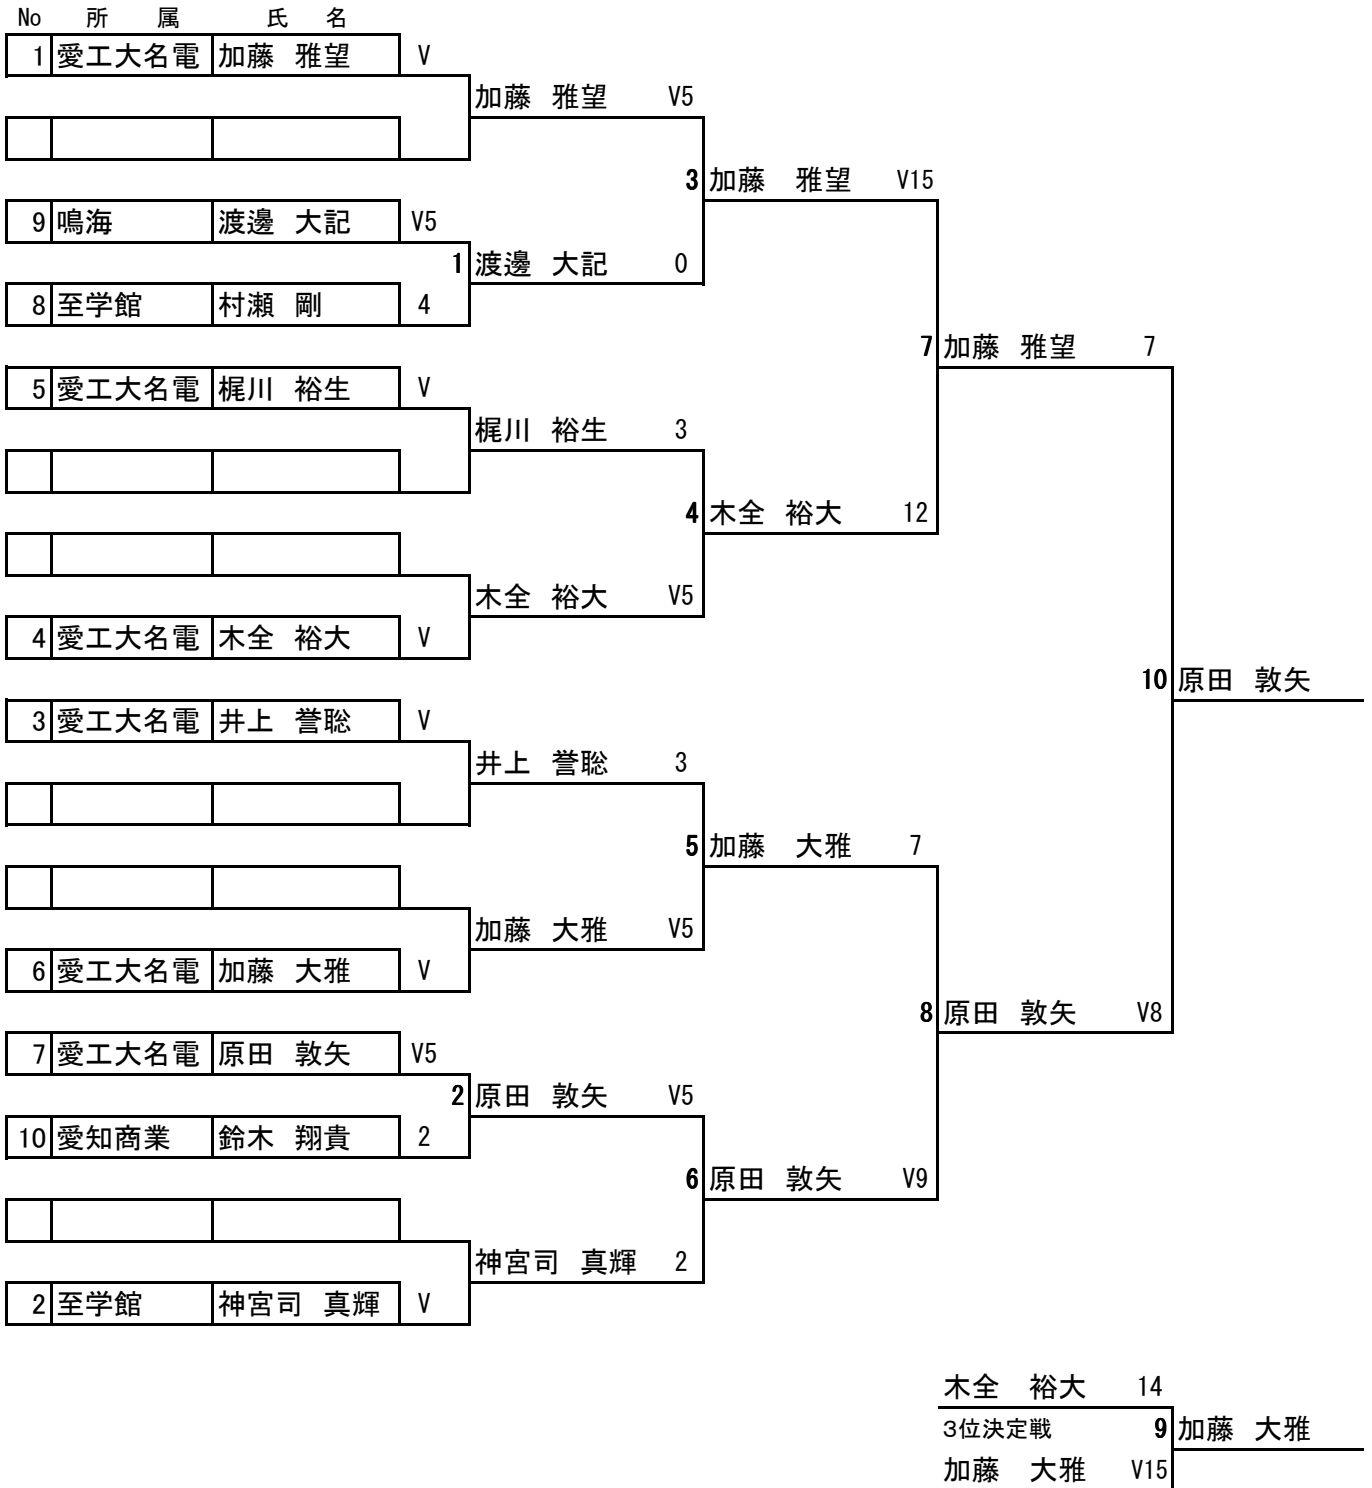 No 所 属 氏 名
1 愛工大名電 加藤 雅望 V
加藤 雅望 V5
3 加藤 雅望 V15
9 鳴海 渡邊 大記 V5
1 渡邊 大記 0
8 至学館 村瀬 剛 4
7 加藤 雅望 7
5 愛工大名電 梶川 裕生 V
梶川 裕生 3
4 木全 裕大 12
木全 裕大 V5
4 愛工大名電 木全 裕大 V
10 原田 敦矢
3 愛工大名電 井上 誉聡 V
井上 誉聡 3
5 加藤 大雅 7
加藤 大雅 V5
6 愛工大名電 加藤 大雅 V
8 原田 敦矢 V8
7 愛工大名電 原田 敦矢 V5
2 原田 敦矢 V5
10 愛知商業 鈴木 翔貴 2
6 原田 敦矢 V9
神宮司 真輝 2
2 至学館 神宮司 真輝 V
木全 裕大 14
3位決定戦 9 加藤 大雅
加藤 大雅 V15